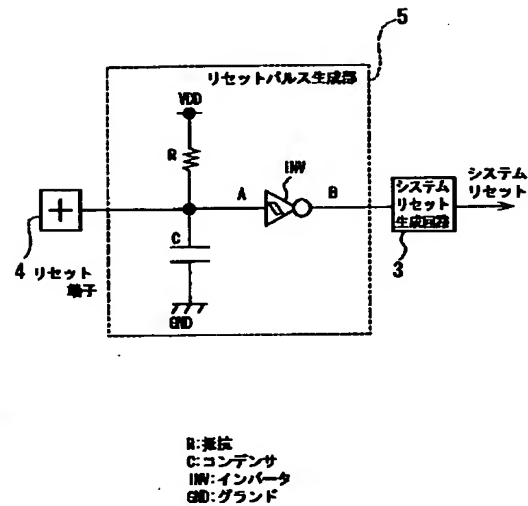 5
リセットパルス生成部
VDD
R
INV
A
B
C
GND
4 リセット
端子
システム
リセット
生成回路
3
システム
リセット
R:抵抗
C:コンデンサ
INV:インバータ
GND:グランド